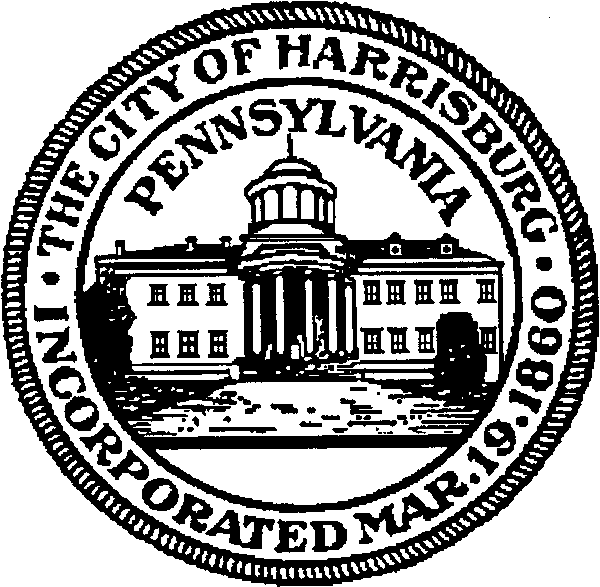 THE CITY OF HARRISBURG
PENNSYLVANIA
INCORPORATED MAR. 19. 1860